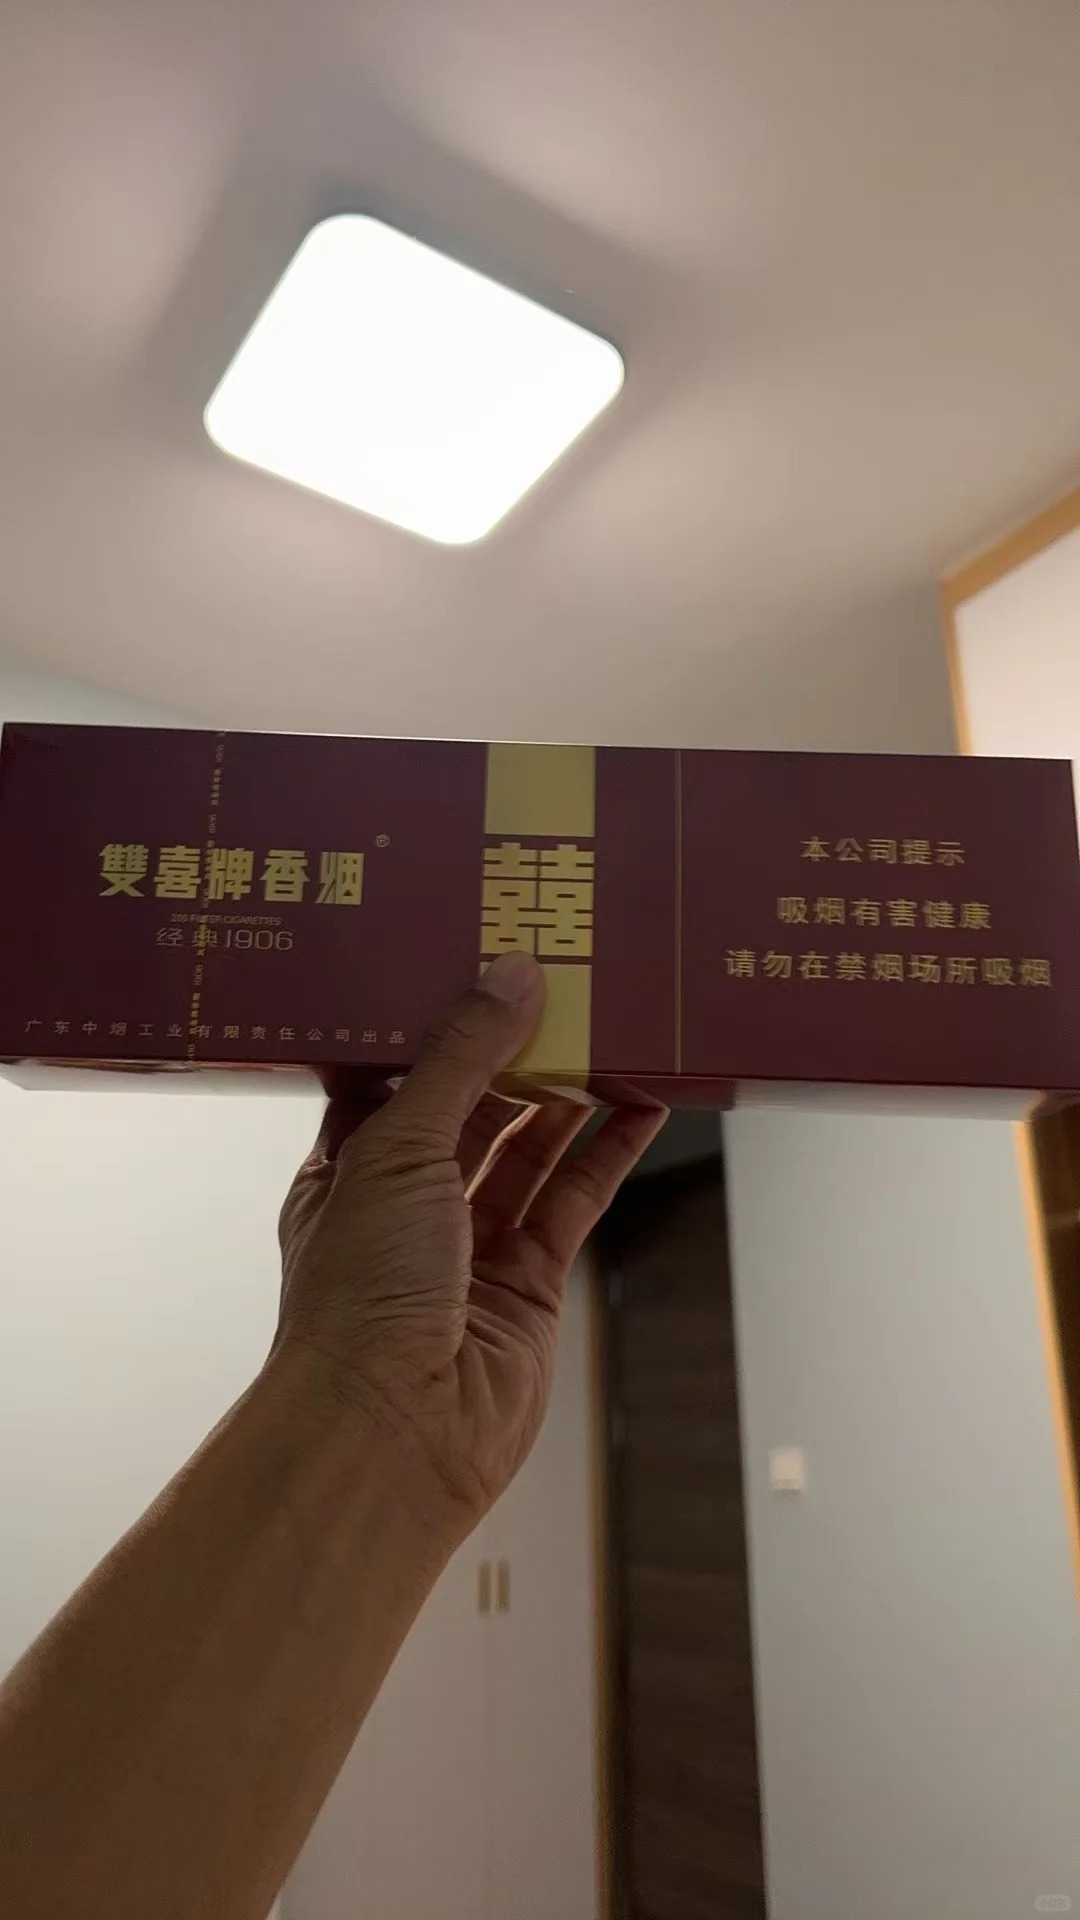 雙喜牌香烟®
200 FILTER CIGARETTES
经典1906
广东中烟工业有限责任公司出品
囍
本公司提示
吸烟有害健康
请勿在禁烟场所吸烟